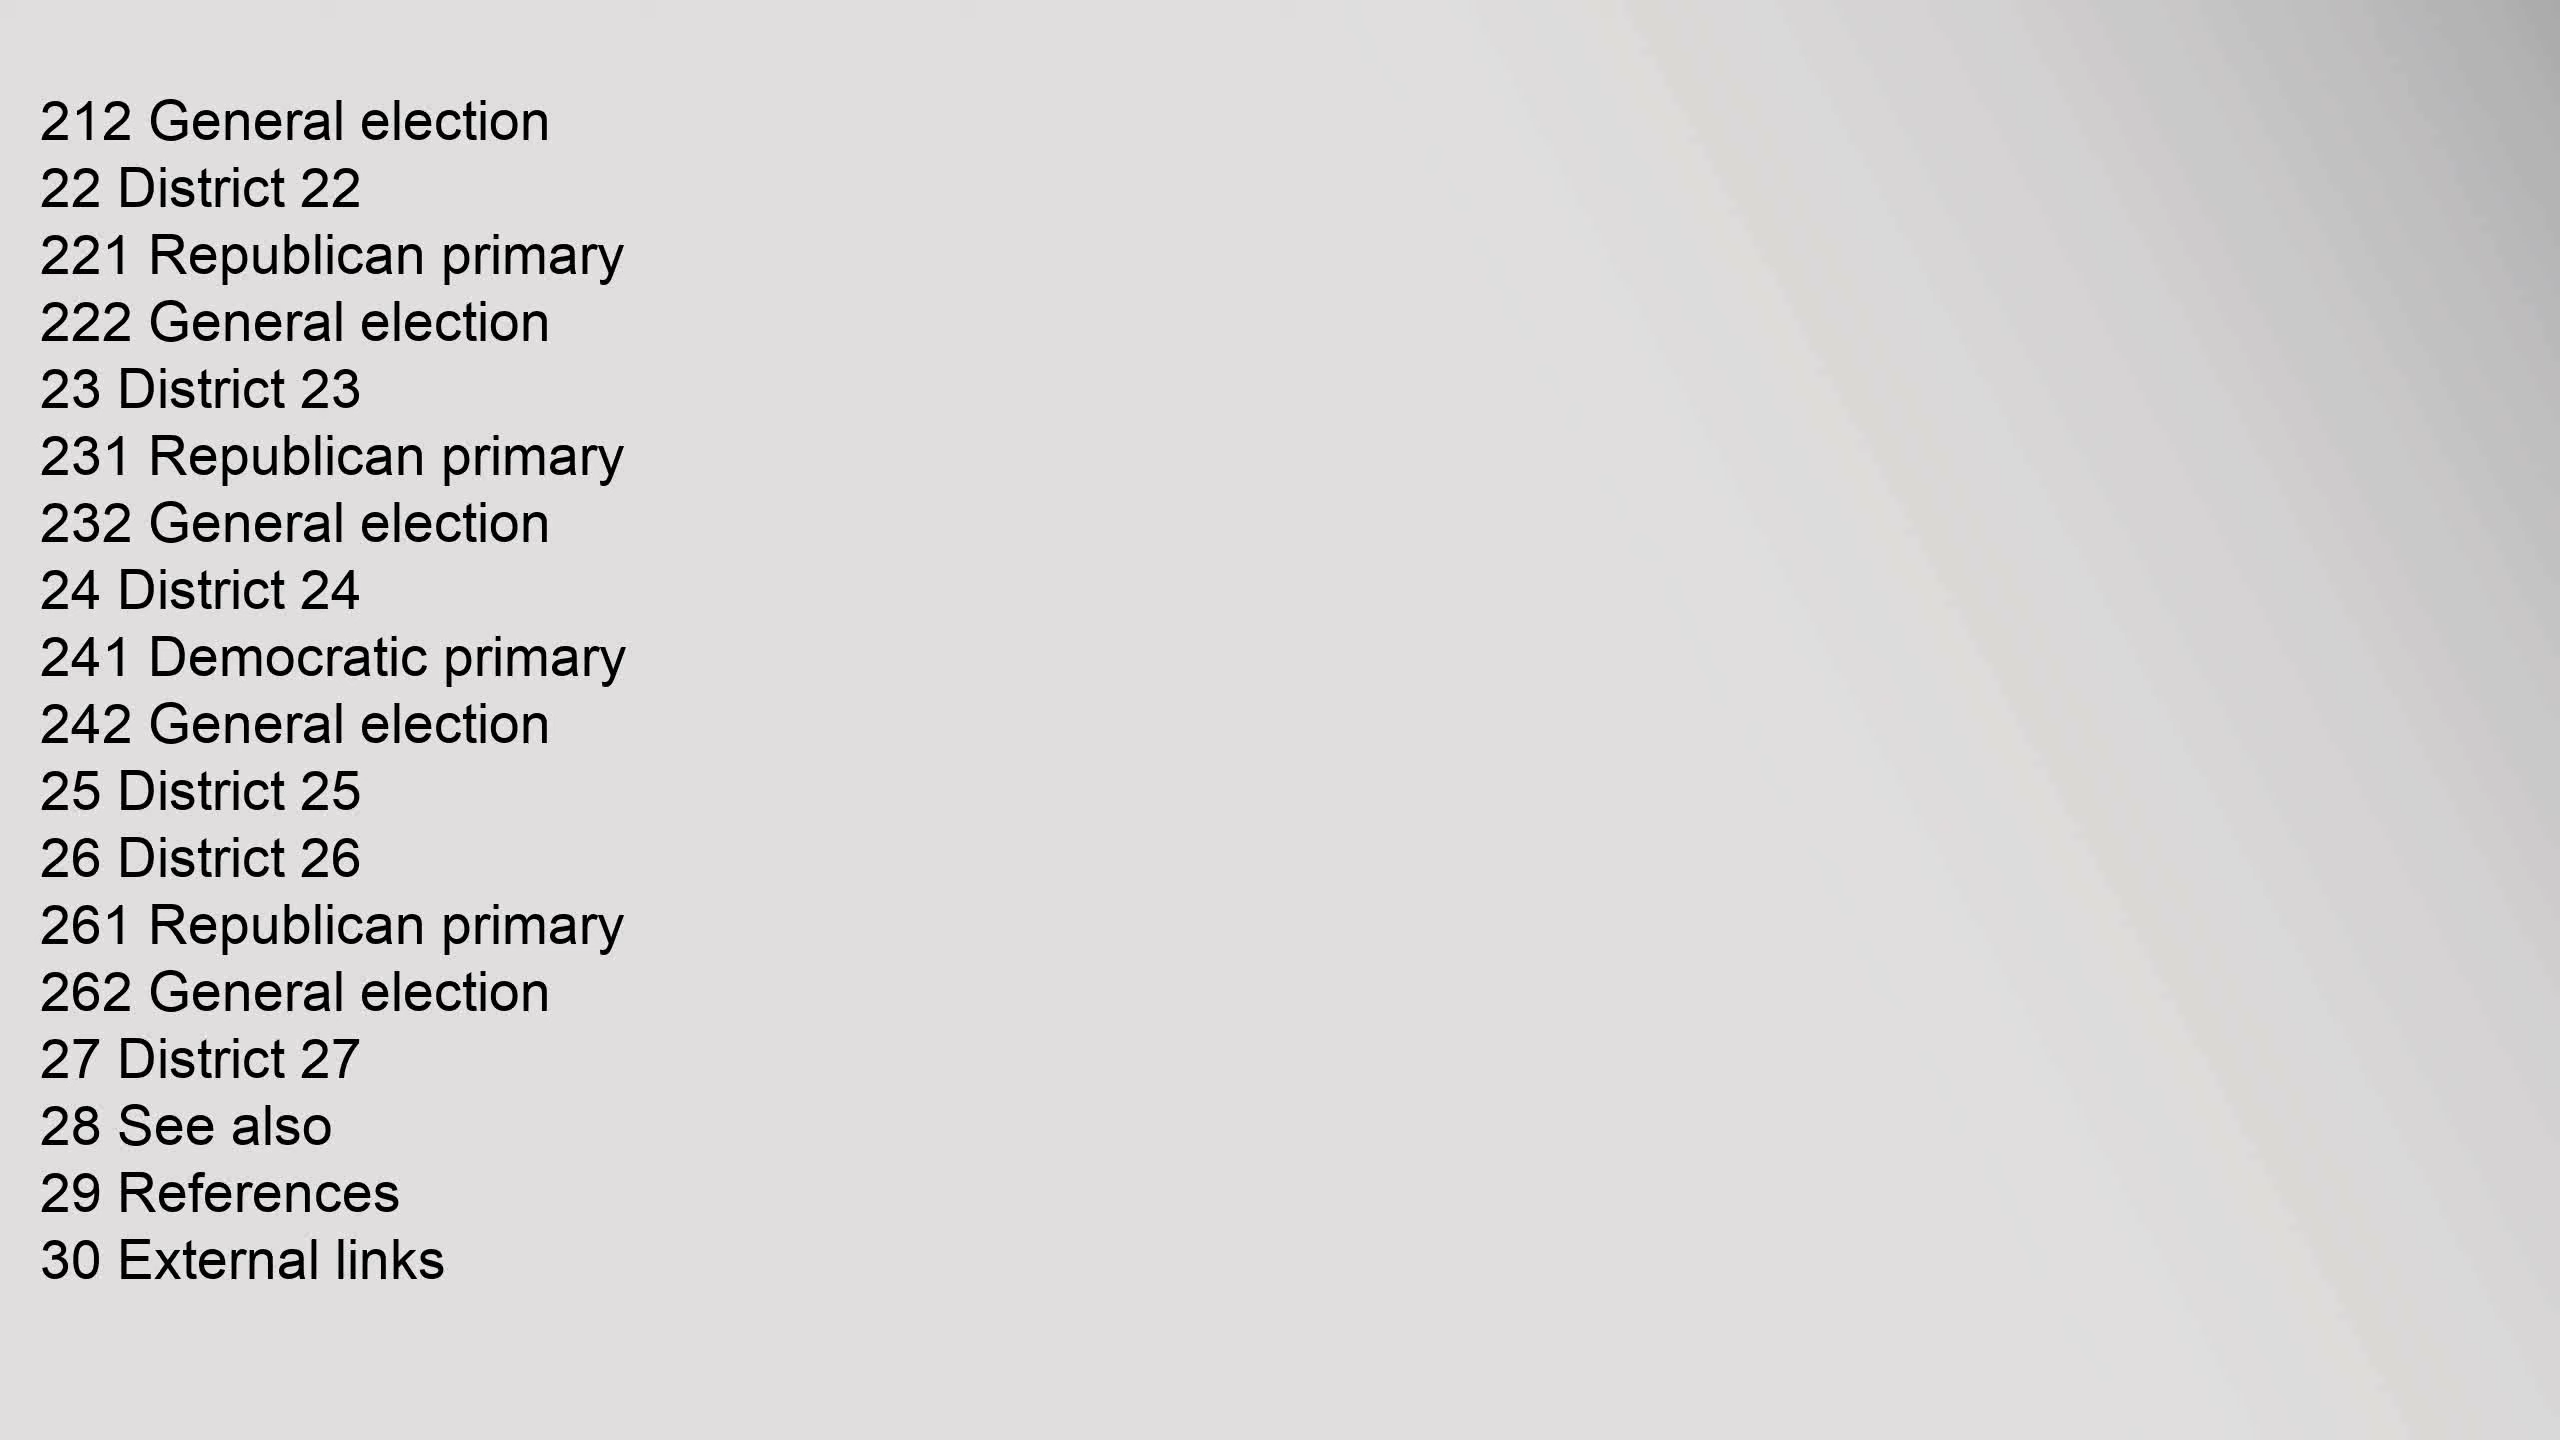 212 General election
22 District 22
221 Republican primary
222 General election
23 District 23
231 Republican primary
232 General election
24 District 24
241 Democratic primary
242 General election
25 District 25
26 District 26
261 Republican primary
262 General election
27 District 27
28 See also
29 References
30 External links